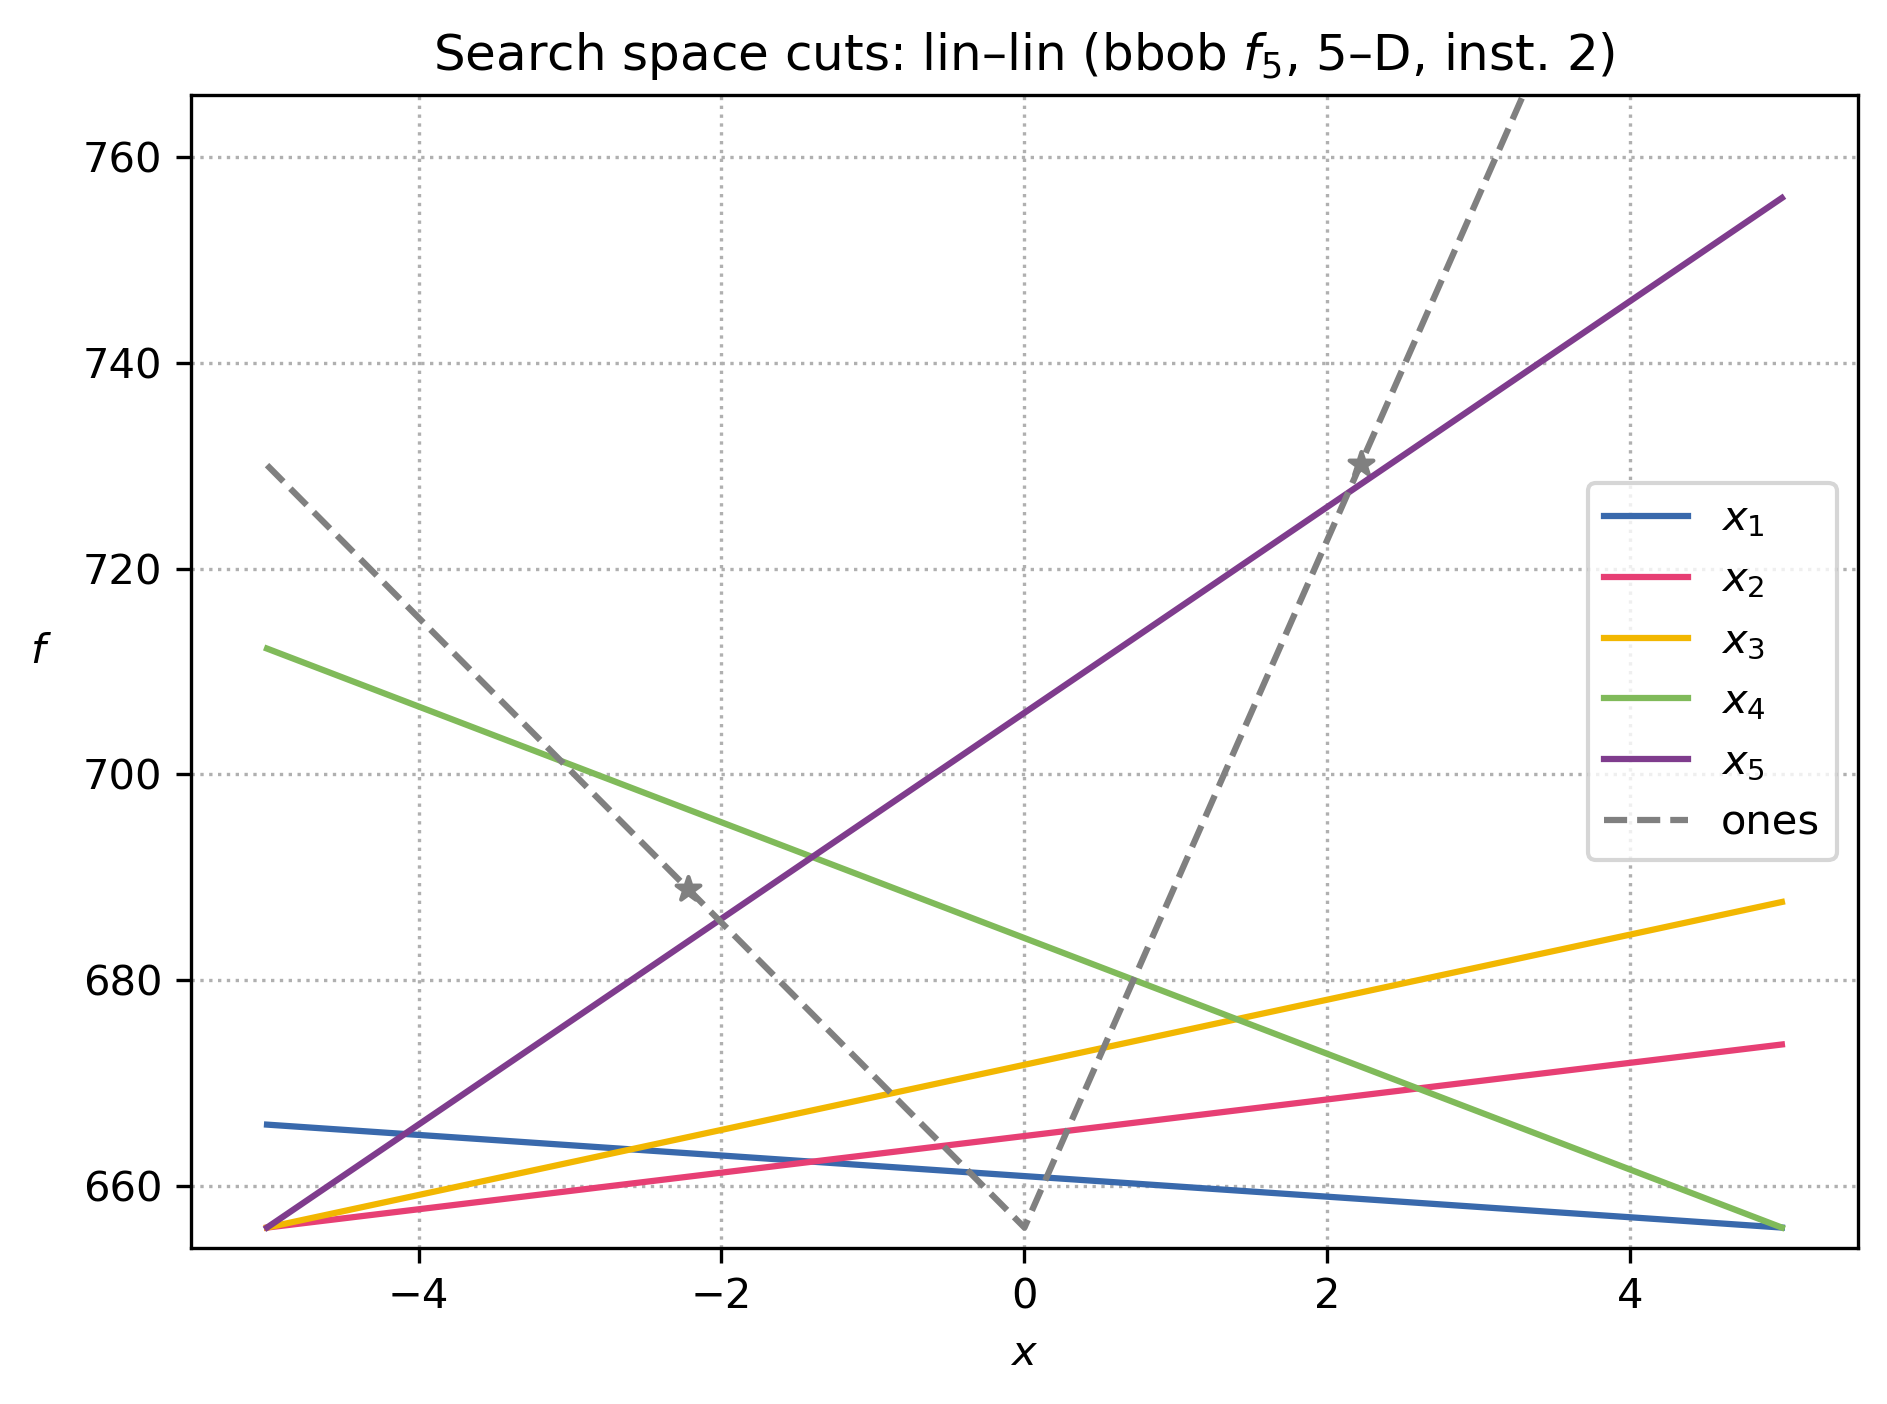 Search space cuts: lin–lin (bbob f₅, 5–D, inst. 2)
760
740
720
700
680
660
f
x₁
x₂
x₃
x₄
x₅
ones
−4 −2 0 2 4
x